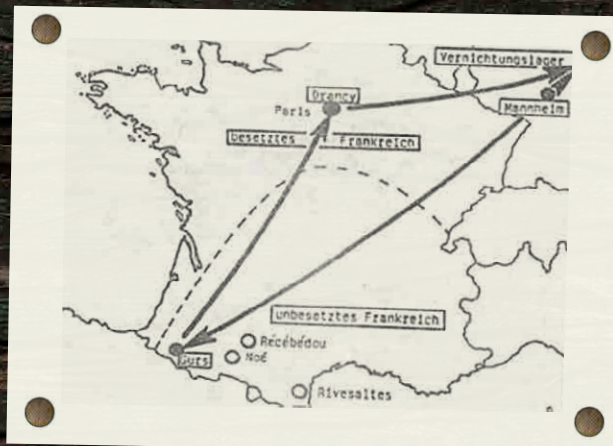 Vernichtungslager
Drancy
Paris
Mannheim
besetztes Frankreich
unbesetztes Frankreich
Récébédou
Gurs
Noé
Rivesaltes